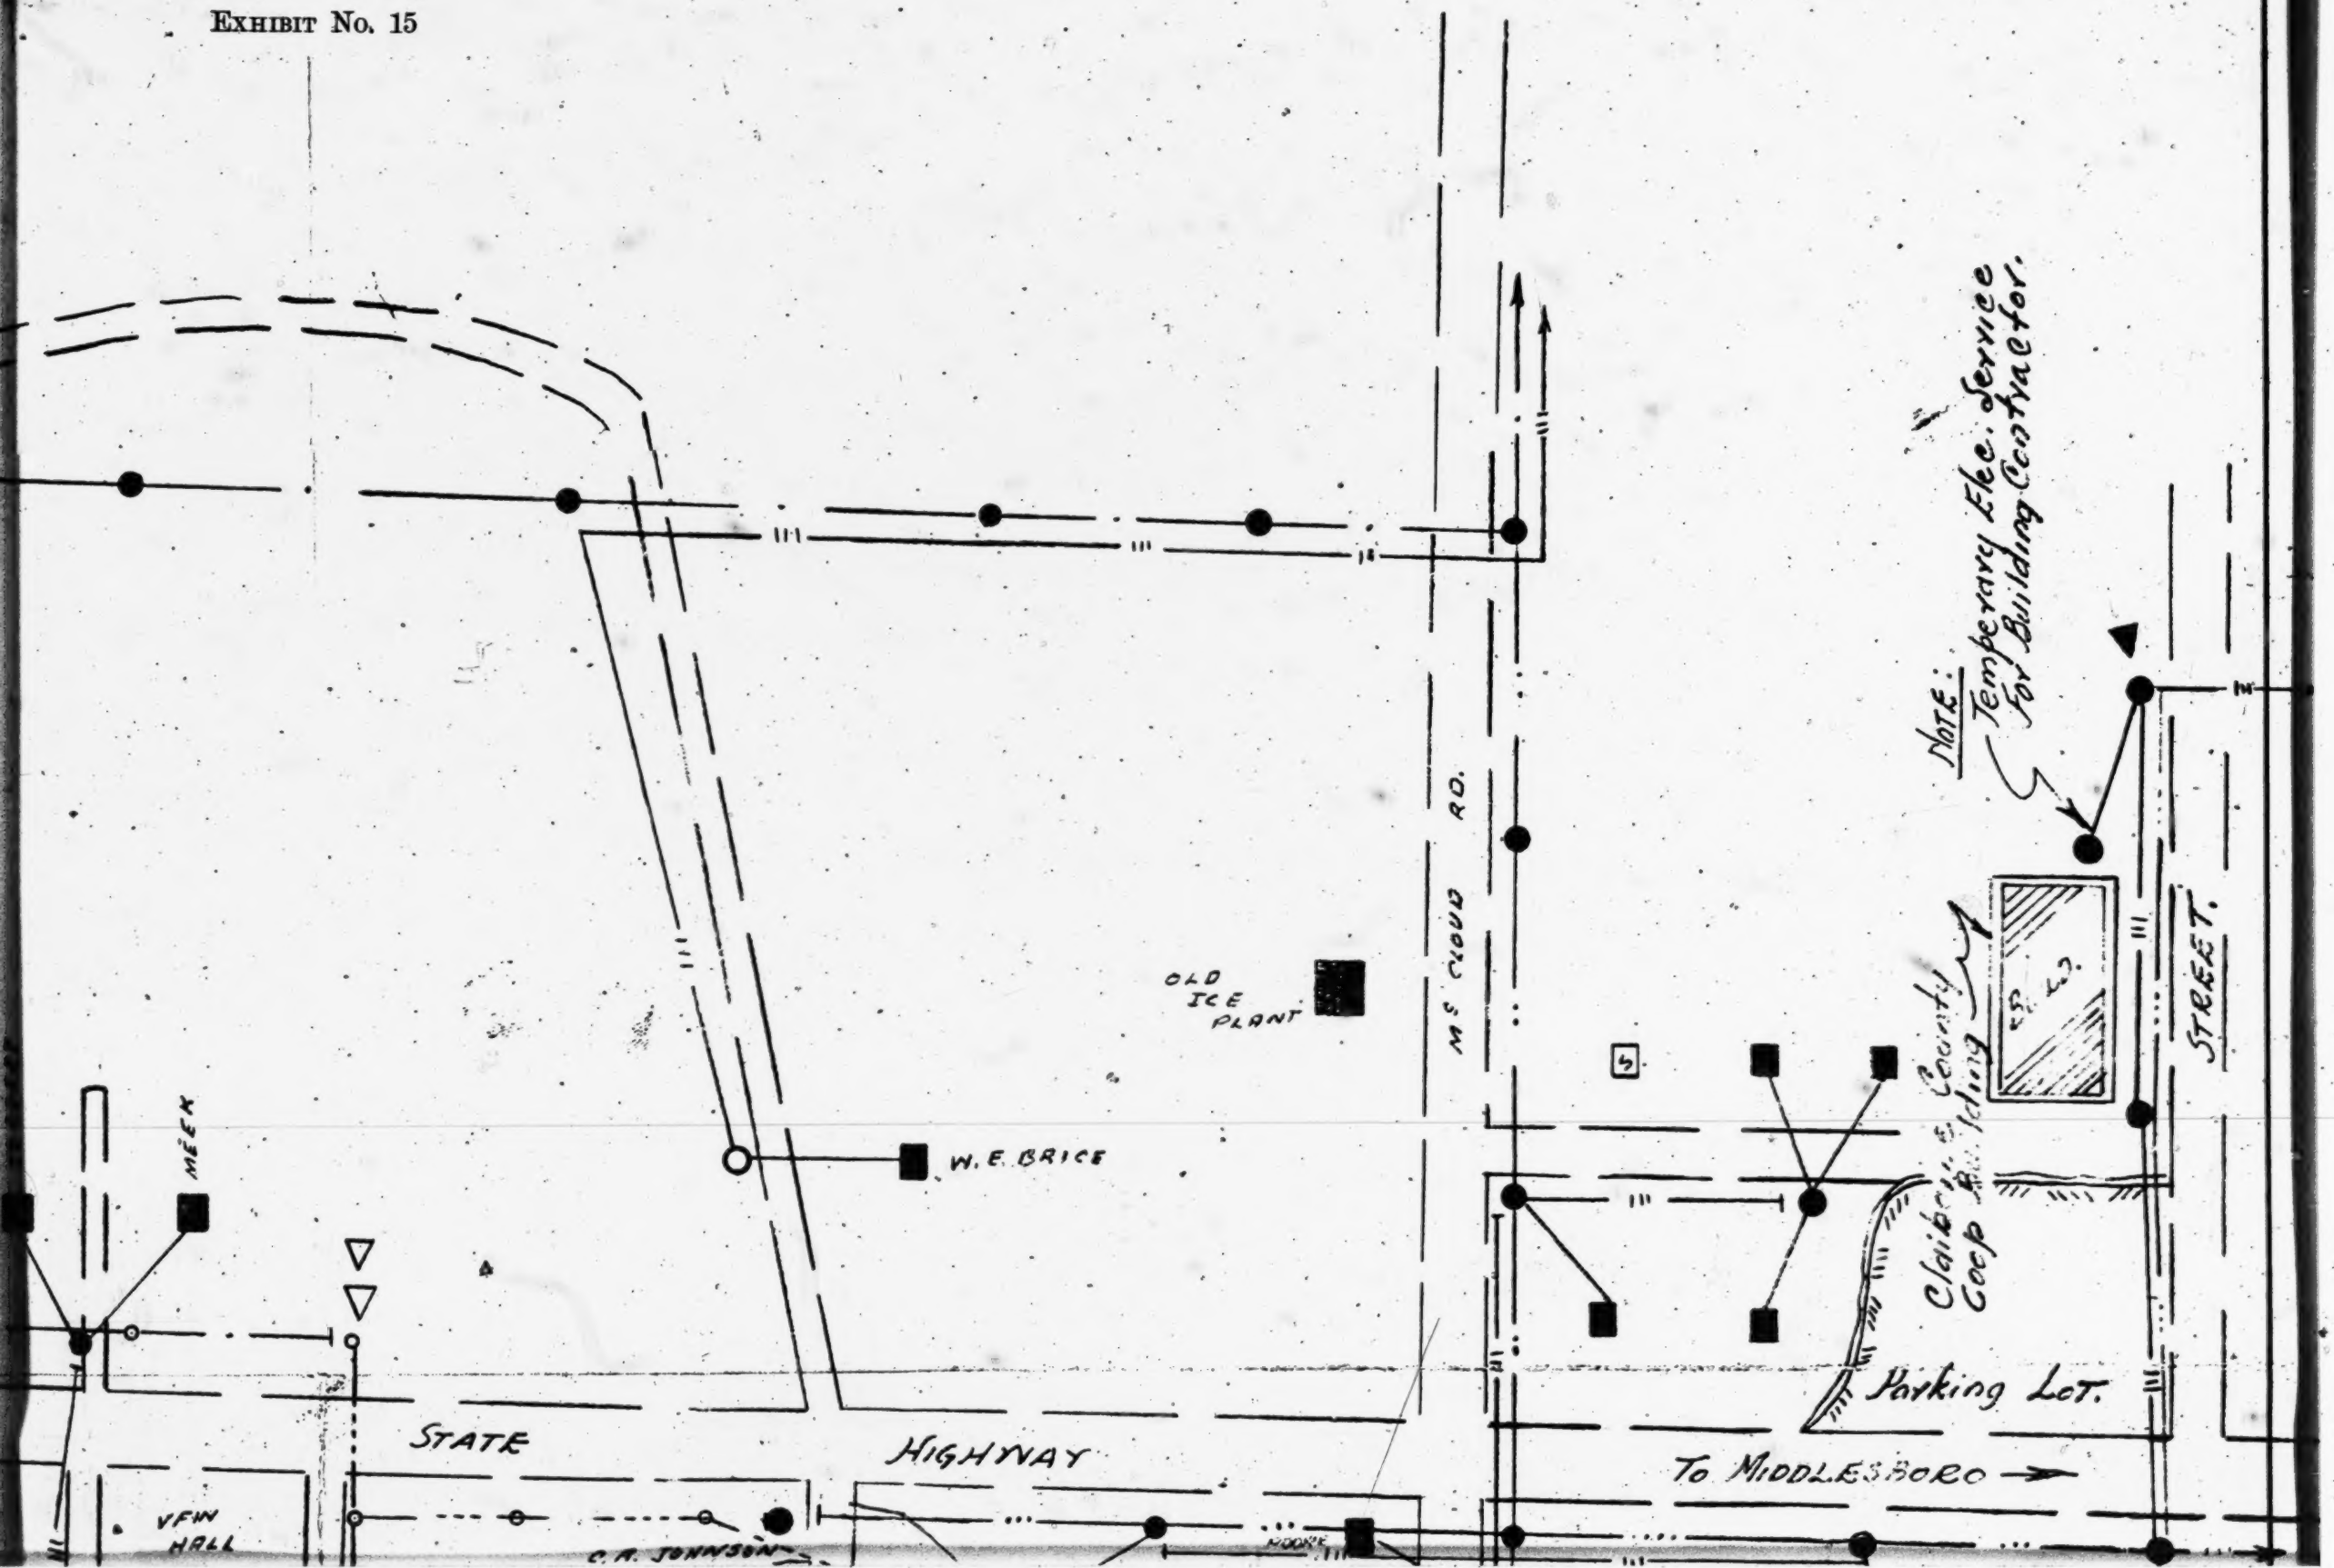 EXHIBIT No. 15
NOTE:
Temperary Elec. Service
For Building Contractor.
McCLOUD RD.
OLD
ICE
PLANT
STREET.
Claiborne County
Coop Building
MEEK
W. E. BRICE
Parking Lot.
STATE HIGHWAY
TO MIDDLESBORO
VFW
HALL
C. A. JOHNSON
MOORE